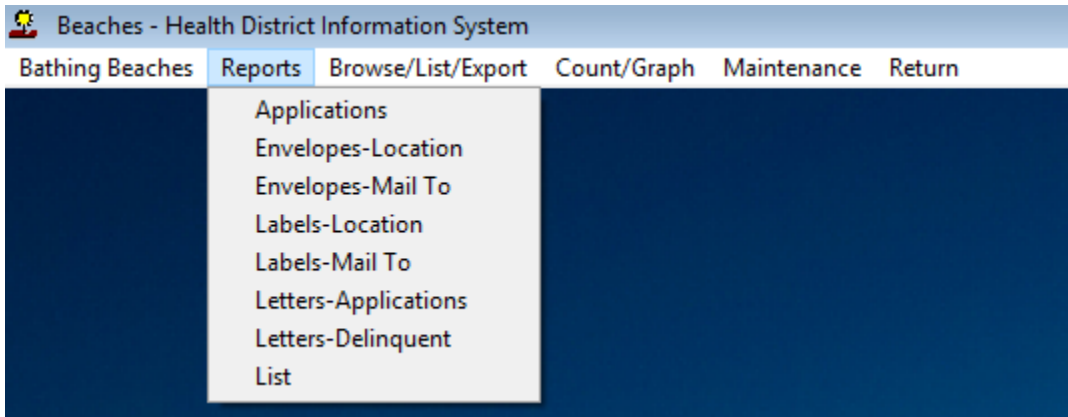 Beaches - Health District Information System
Bathing Beaches Reports Browse/List/Export Count/Graph Maintenance Return
Applications
Envelopes-Location
Envelopes-Mail To
Labels-Location
Labels-Mail To
Letters-Applications
Letters-Delinquent
List